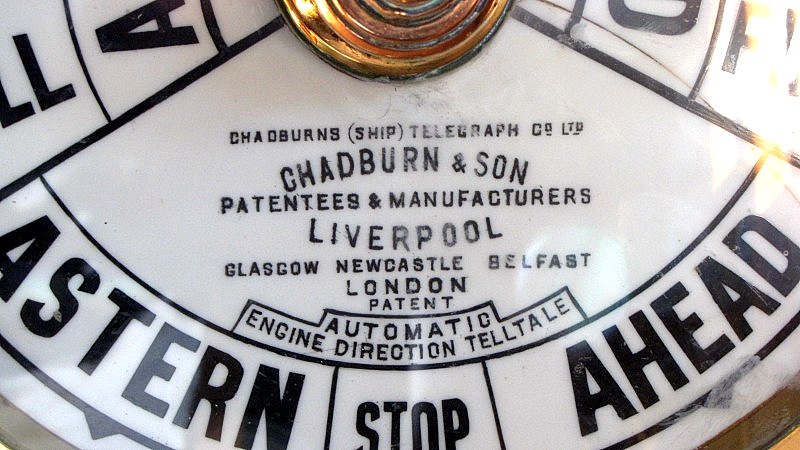 CHADBURNS (SHIP) TELEGRAPH Co LTD
CHADBURN & SON
PATENTEES & MANUFACTURERS
LIVERPOOL
GLASGOW NEWCASTLE BELFAST
LONDON
PATENT
AUTOMATIC
ENGINE DIRECTION TELLTALE
ASTERN
STOP
AHEAD